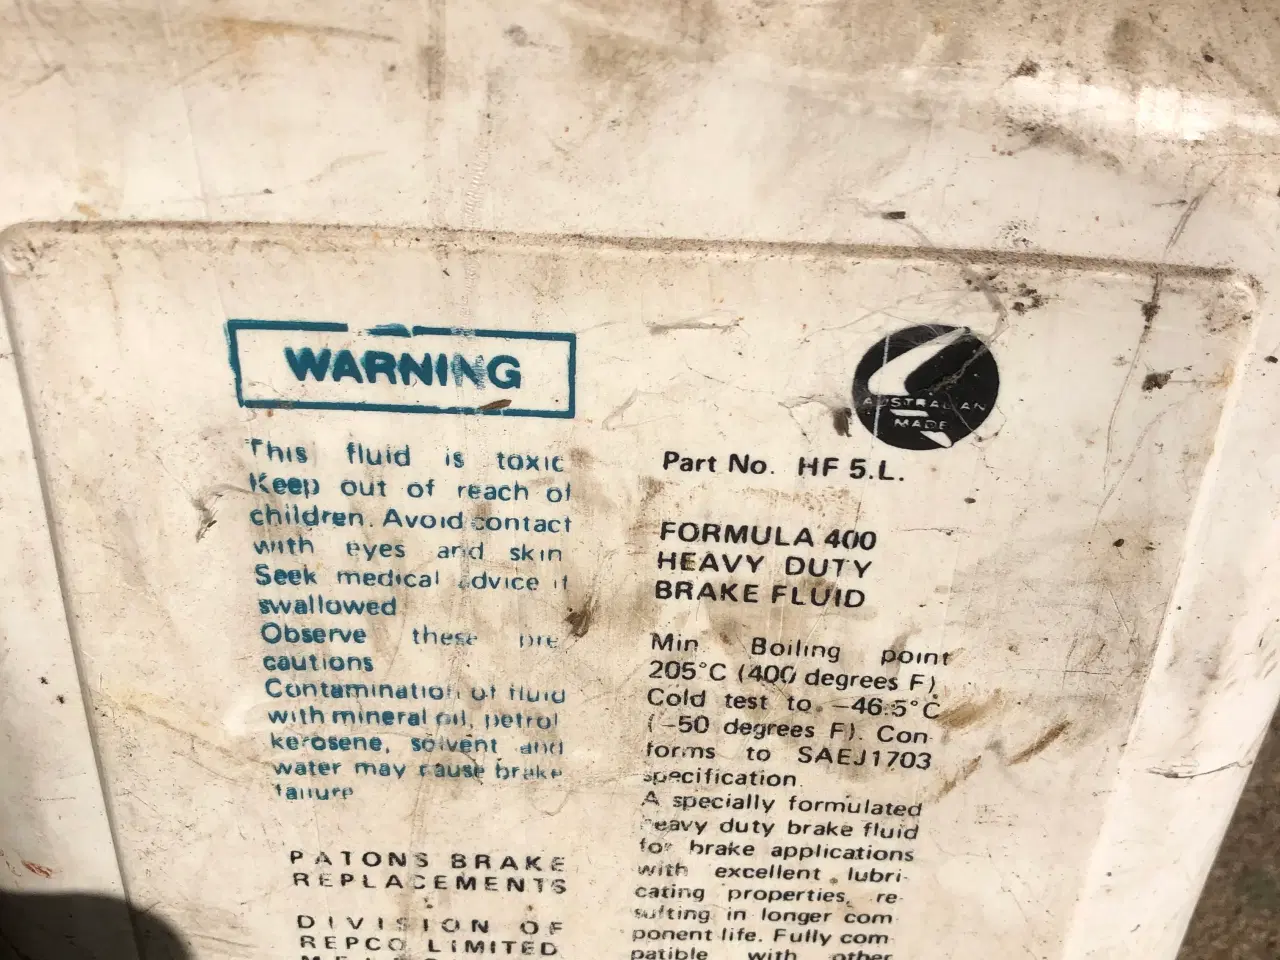 WARNING
This fluid is toxic
Keep out of reach of
children. Avoid contact
with eyes and skin
Seek medical advice if
swallowed
Observe these pre
cautions
Contamination of fluid
with mineral oil, petrol
kerosene, solvent and
water may cause brake
failure
PATONS BRAKE
REPLACEMENTS
DIVISION OF
REPCO LIMITED
AUSTRALIAN
MADE
Part No. HF 5.L.
FORMULA 400
HEAVY DUTY
BRAKE FLUID
Min. Boiling point
205°C (400 degrees F)
Cold test to -46.5°C
(-50 degrees F). Con-
forms to SAEJ1703
specification.
A specially formulated
heavy duty brake fluid
for brake applications
with excellent lubri-
cating properties, re-
sulting in longer com-
ponent life. Fully com-
patible with other